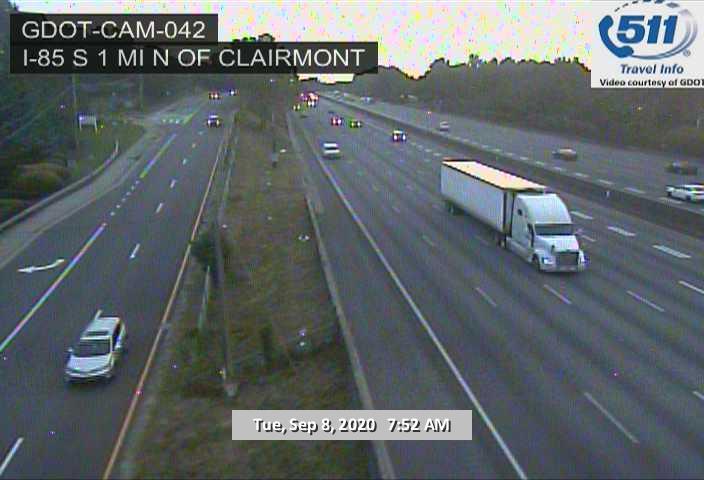 GDOT-CAM-042
I-85 S 1 MI N OF CLAIRMONT
511
Travel Info
Video courtesy of GDOT
Tue, Sep 8, 2020 7:52 AM